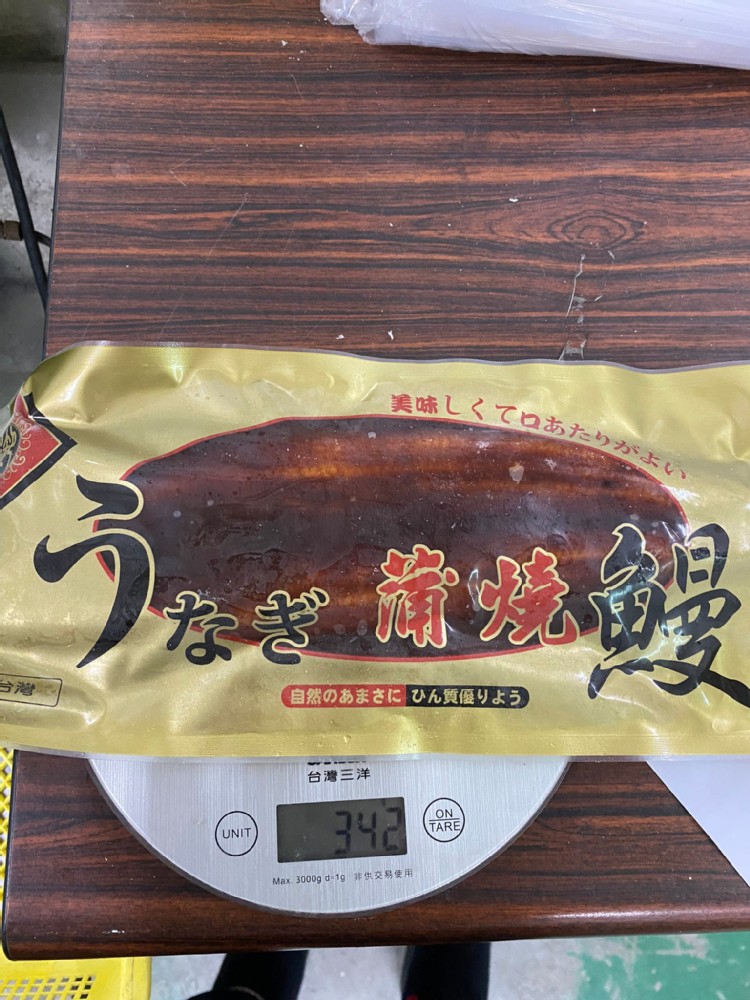 美味しくて口あたりがよい
うなぎ 蒲燒鰻
自然のあまさに ひん質優りよう
台灣
台灣三洋
UNIT
342
ON
TARE
Max. 3000g d=1g 非供交易使用